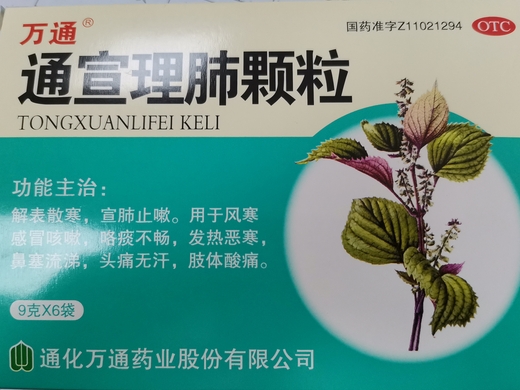 万通®
国药准字Z11021294
OTC
通宣理肺颗粒
TONGXUANLIFEI KELI
功能主治：
解表散寒，宣肺止嗽。用于风寒
感冒咳嗽，咯痰不畅，发热恶寒，
鼻塞流涕，头痛无汗，肢体酸痛。
9克X6袋
通化万通药业股份有限公司